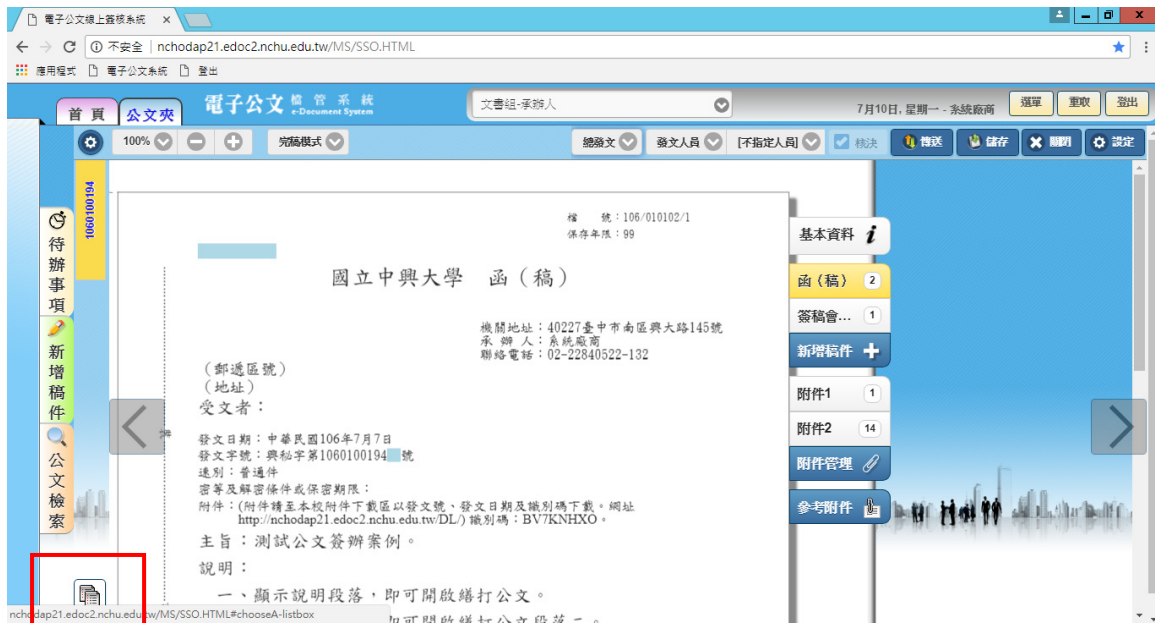 電子公文線上簽核系統
不安全 | nchodap21.edoc2.nchu.edu.tw/MS/SSO.HTML
應用程式 電子公文系統 登出
首頁 公文夾 電子公文檔管系統 e-Document System 文書組-承辦人 7月10日, 星期一 - 系統廠商 選單 重取 登出
100% 完稿模式 總發文 發文人員 [不指定人員] 核決 傳送 儲存 關閉 設定
1060100194
待辦事項
新增稿件
公文檢索
檔 號：106/010102/1
保存年限：99
國立中興大學 函（稿）
機關地址：40227臺中市南區興大路145號
承 辦 人：系統廠商
聯絡電話：02-22840522-132
（郵遞區號）
（地址）
受文者：
發文日期：中華民國106年7月7日
發文字號：興秘字第1060100194 號
速別：普通件
密等及解密條件或保密期限：
附件：(附件請至本校附件下載區以發文號、發文日期及識別碼下載。網址
http://nchodap21.edoc2.nchu.edu.tw/DL/) 識別碼：BV7KNHXO。
主旨：測試公文簽辦案例。
說明：
一、顯示說明段落，即可開啟繕打公文。
即可開啟繕打公文段落二。
基本資料
函（稿） 2
簽稿會... 1
新增稿件
附件1 1
附件2 14
附件管理
參考附件
nchodap21.edoc2.nchu.edu.tw/MS/SSO.HTML#chooseA-listbox